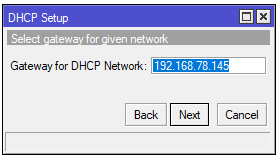 DHCP Setup
Select gateway for given network
Gateway for DHCP Network: 192.168.78.145
Back Next Cancel